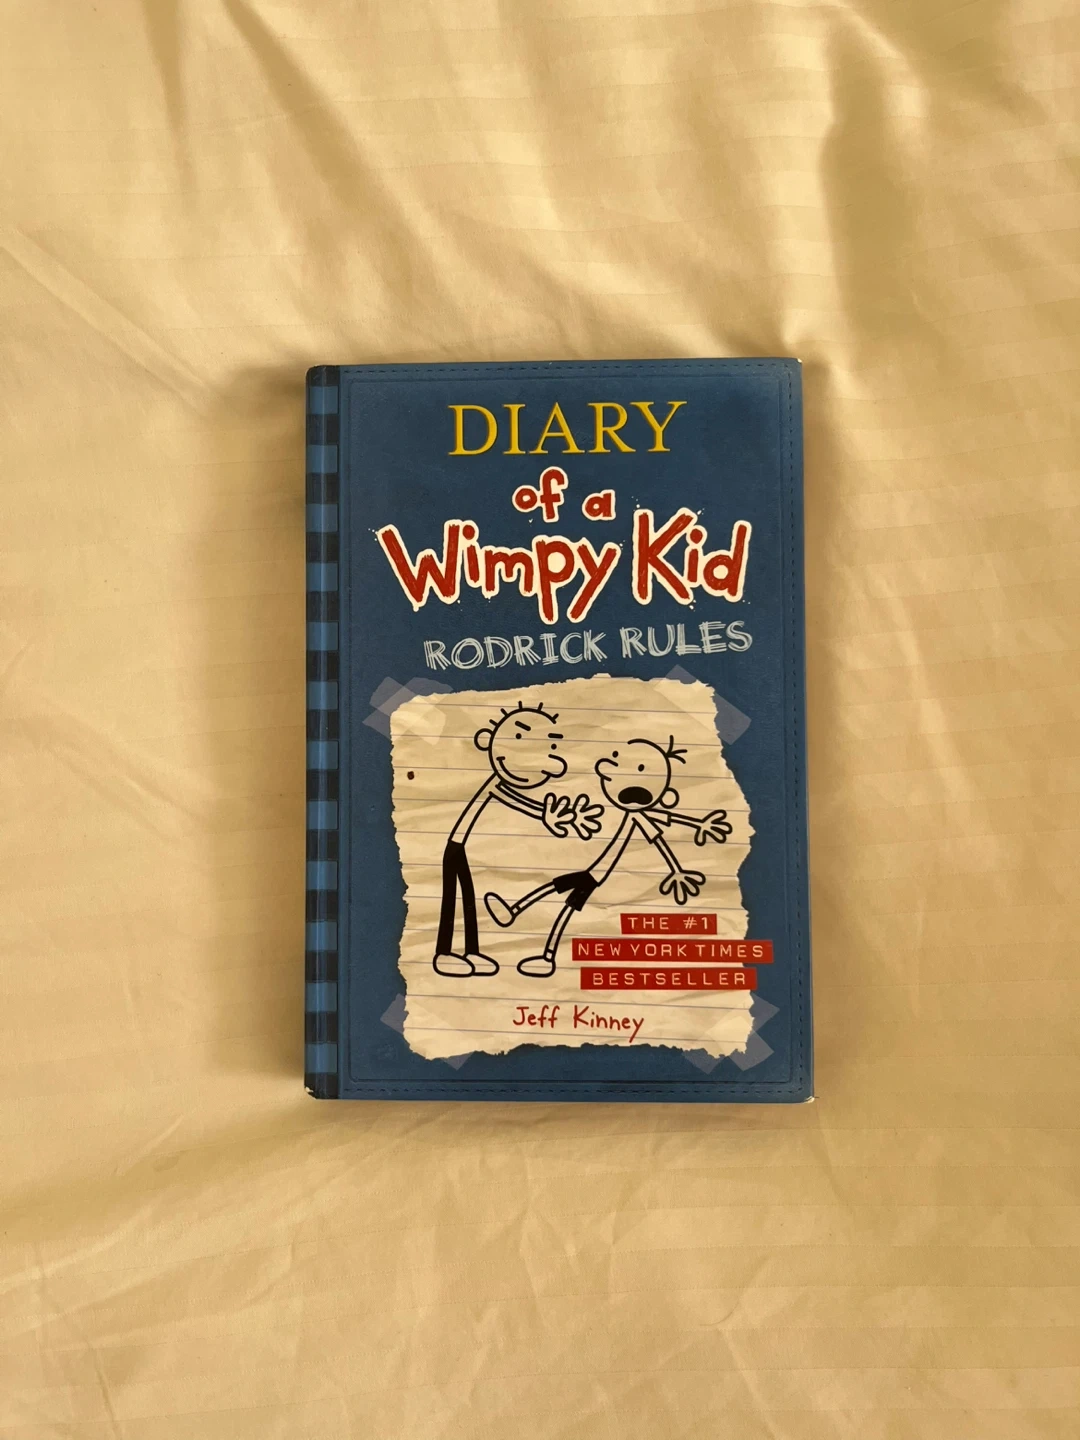 DIARY
of a
Wimpy Kid
RODRICK RULES
THE #1
NEW YORK TIMES
BESTSELLER
Jeff Kinney